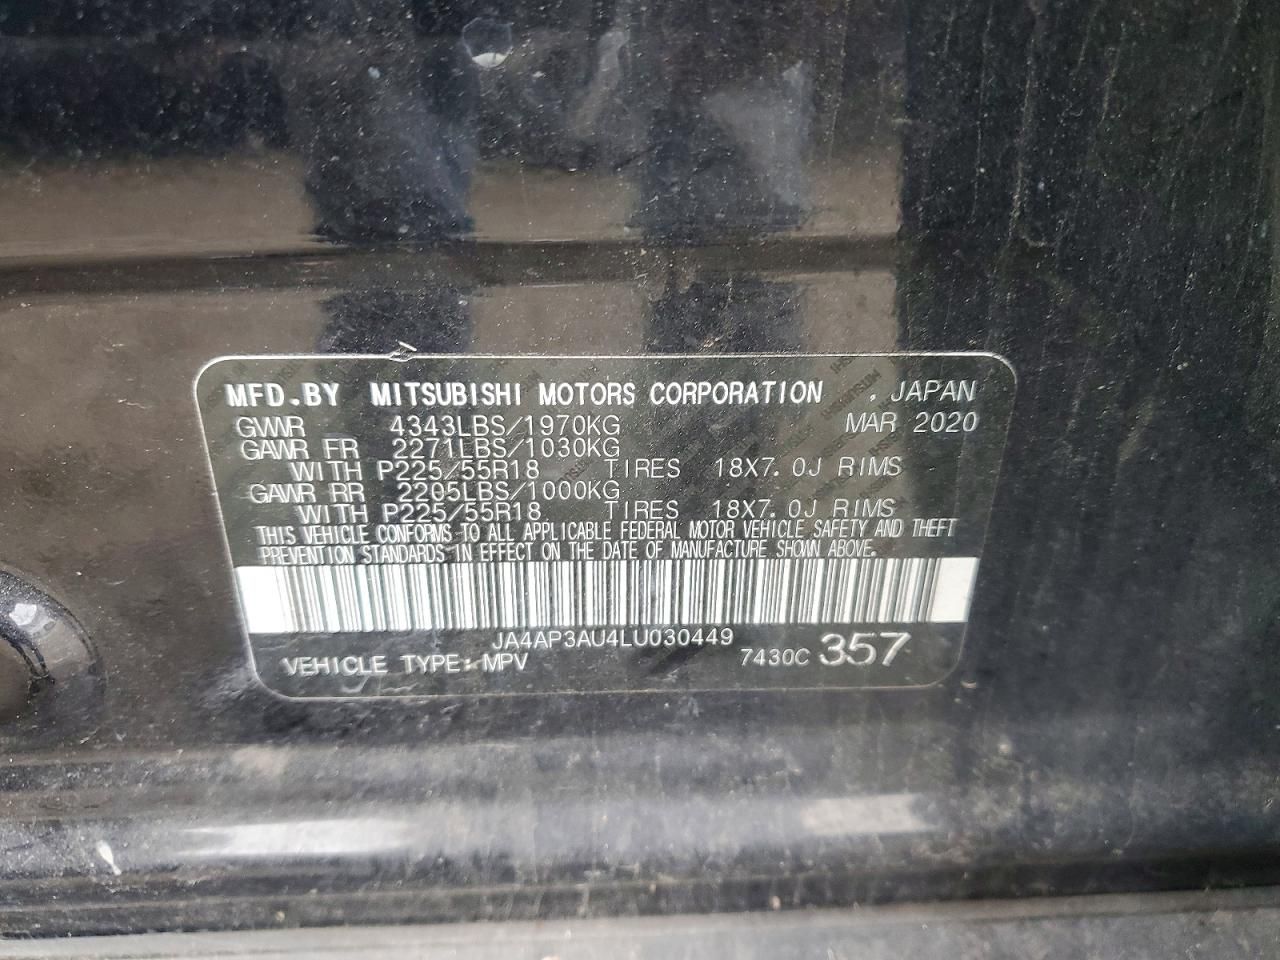 MFD.BY MITSUBISHI MOTORS CORPORATION . JAPAN
GVWR 4343LBS/1970KG MAR 2020
GAWR FR 2271LBS/1030KG
WITH P225/55R18 TIRES 18X7.0J RIMS
GAWR RR 2205LBS/1000KG
WITH P225/55R18 TIRES 18X7.0J RIMS
THIS VEHICLE CONFORMS TO ALL APPLICABLE FEDERAL MOTOR VEHICLE SAFETY AND THEFT
PREVENTION STANDARDS IN EFFECT ON THE DATE OF MANUFACTURE SHOWN ABOVE.
JA4AP3AU4LU030449
VEHICLE TYPE: MPV 7430C 357